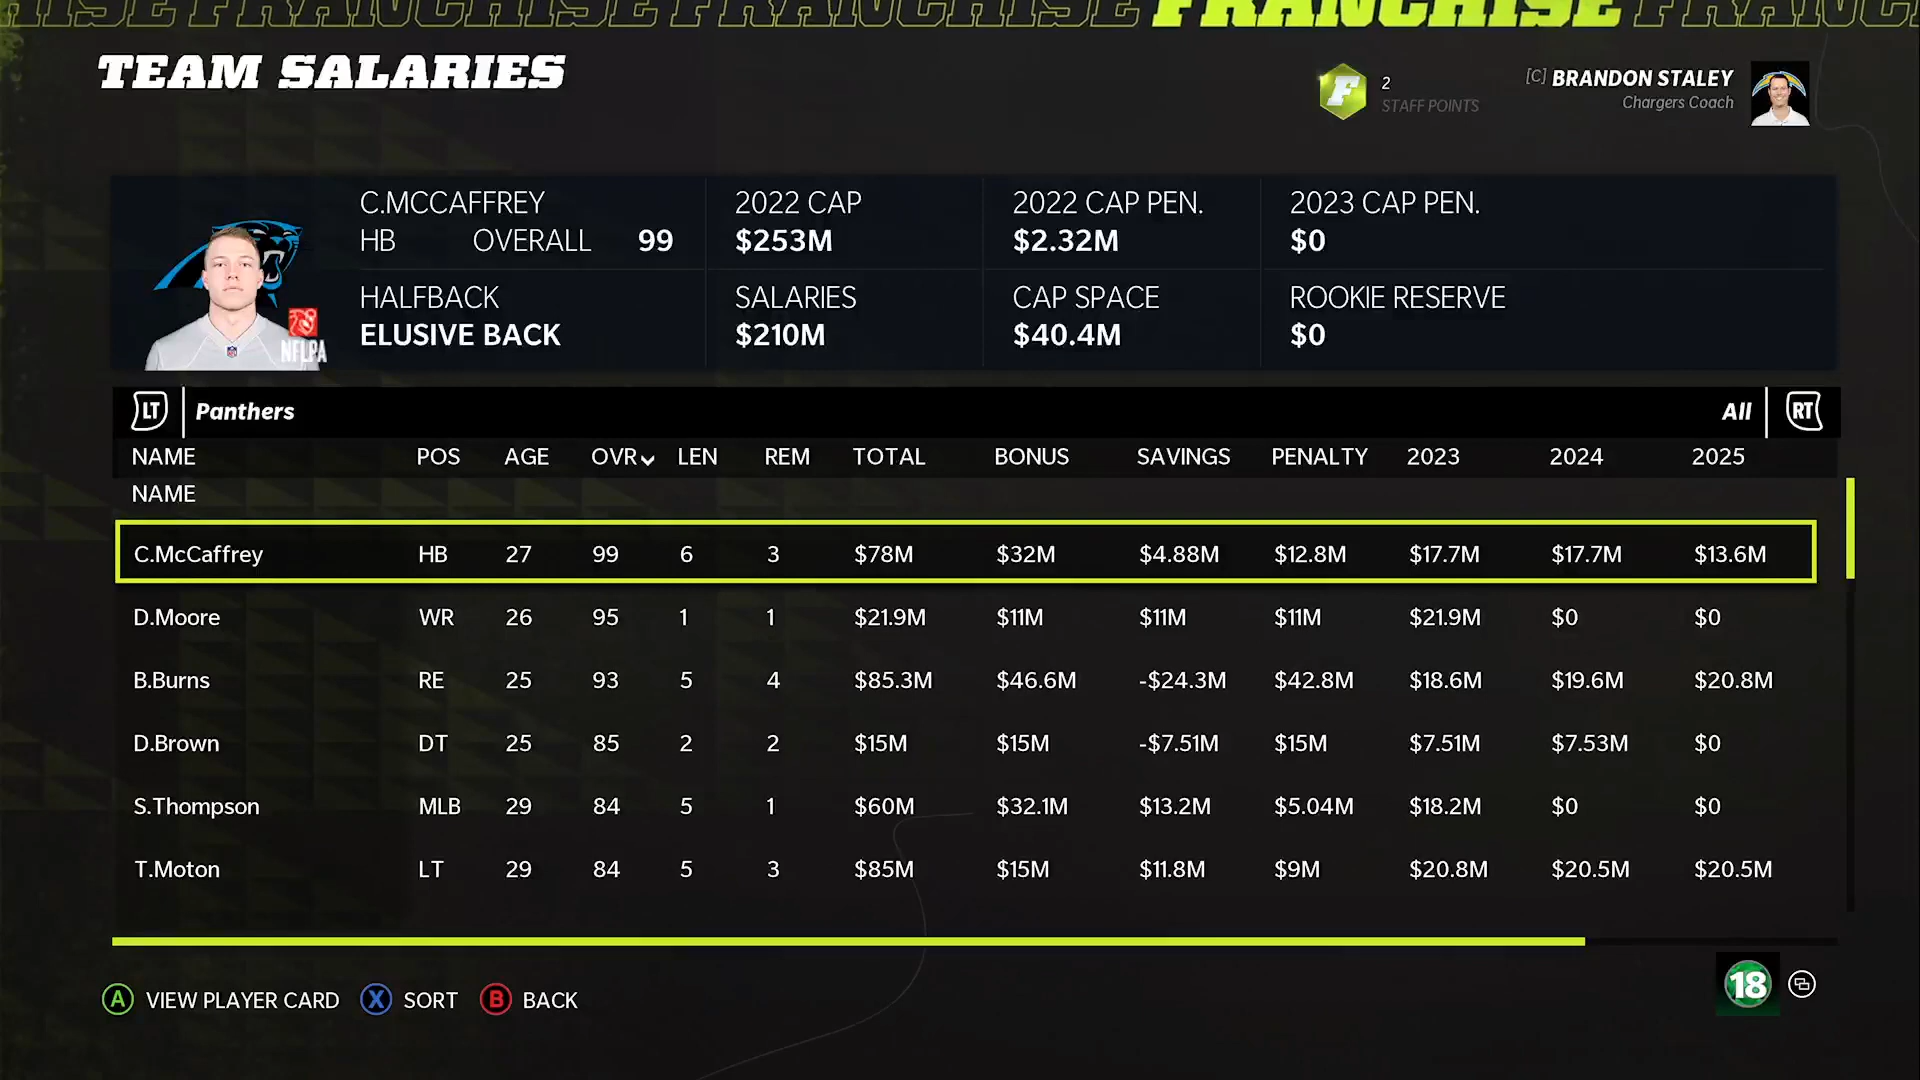 FRANCHISE FRANCHISE FRANCHISE FRANCHISE FRANCHISE
TEAM SALARIES
2
STAFF POINTS
[C] BRANDON STALEY
Chargers Coach
C.MCCAFFREY
HB OVERALL 99
HALFBACK
ELUSIVE BACK
NFLPA
2022 CAP
$253M
SALARIES
$210M
2022 CAP PEN.
$2.32M
CAP SPACE
$40.4M
2023 CAP PEN.
$0
ROOKIE RESERVE
$0
LT Panthers All RT
NAME POS AGE OVR LEN REM TOTAL BONUS SAVINGS PENALTY 2023 2024 2025
NAME
C.McCaffrey HB 27 99 6 3 $78M $32M $4.88M $12.8M $17.7M $17.7M $13.6M
D.Moore WR 26 95 1 1 $21.9M $11M $11M $11M $21.9M $0 $0
B.Burns RE 25 93 5 4 $85.3M $46.6M -$24.3M $42.8M $18.6M $19.6M $20.8M
D.Brown DT 25 85 2 2 $15M $15M -$7.51M $15M $7.51M $7.53M $0
S.Thompson MLB 29 84 5 1 $60M $32.1M $13.2M $5.04M $18.2M $0 $0
T.Moton LT 29 84 5 3 $85M $15M $11.8M $9M $20.8M $20.5M $20.5M
A VIEW PLAYER CARD X SORT B BACK
18